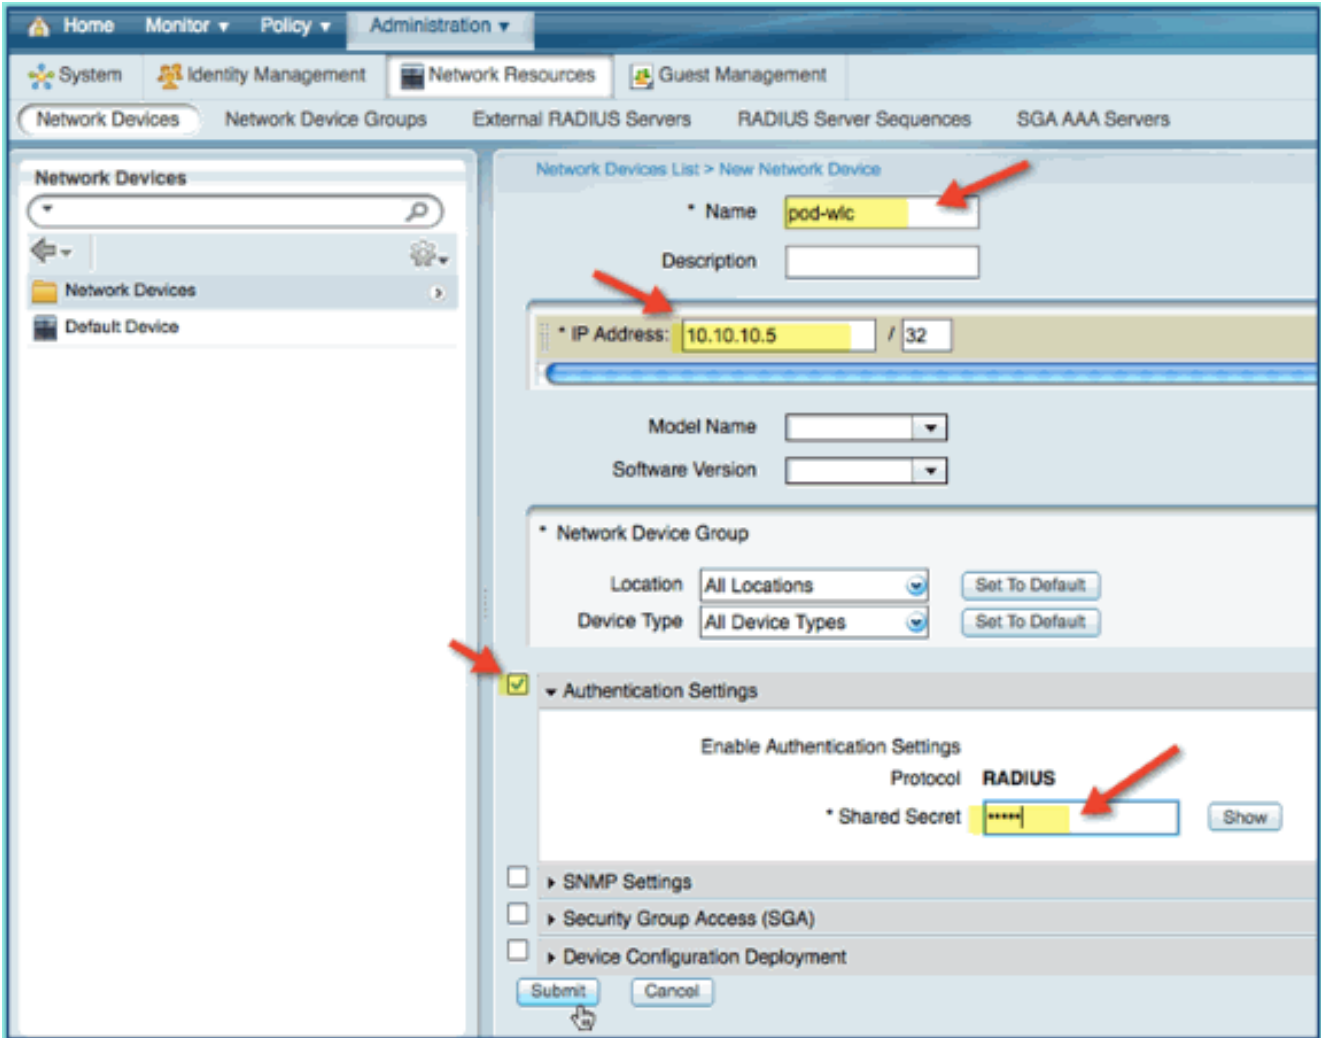 Home Monitor Policy Administration
System Identity Management Network Resources Guest Management
Network Devices Network Device Groups External RADIUS Servers RADIUS Server Sequences SGA AAA Servers
Network Devices
Network Devices
Default Device
Network Devices List > New Network Device
* Name pod-wlc
Description
* IP Address: 10.10.10.5 / 32
Model Name
Software Version
* Network Device Group
Location All Locations Set To Default
Device Type All Device Types Set To Default
Authentication Settings
Enable Authentication Settings
Protocol RADIUS
* Shared Secret ••••• Show
SNMP Settings
Security Group Access (SGA)
Device Configuration Deployment
Submit Cancel